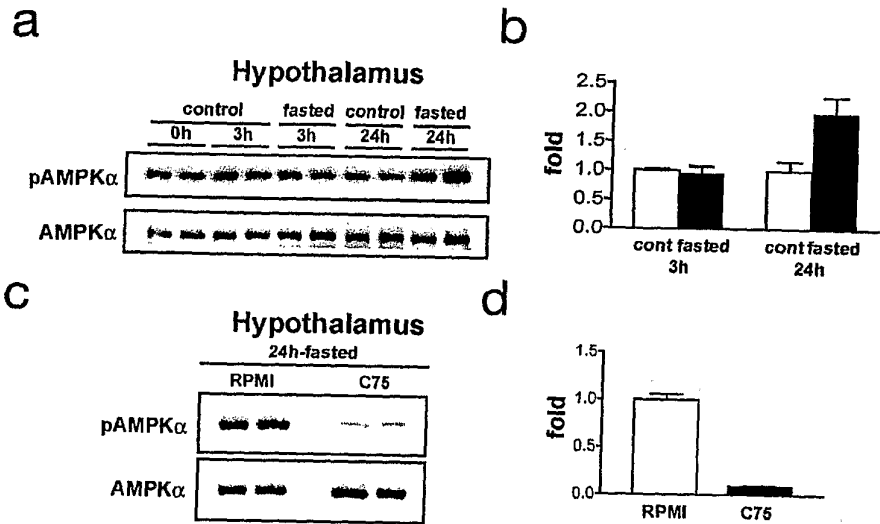 a
Hypothalamus
control fasted control fasted
0h 3h 3h 24h 24h
pAMPKα
AMPKα
b
fold
2.5
2.0
1.5
1.0
0.5
0.0
cont fasted cont fasted
3h 24h
c
Hypothalamus
24h-fasted
RPMI C75
pAMPKα
AMPKα
d
fold
1.5
1.0
0.5
0.0
RPMI C75